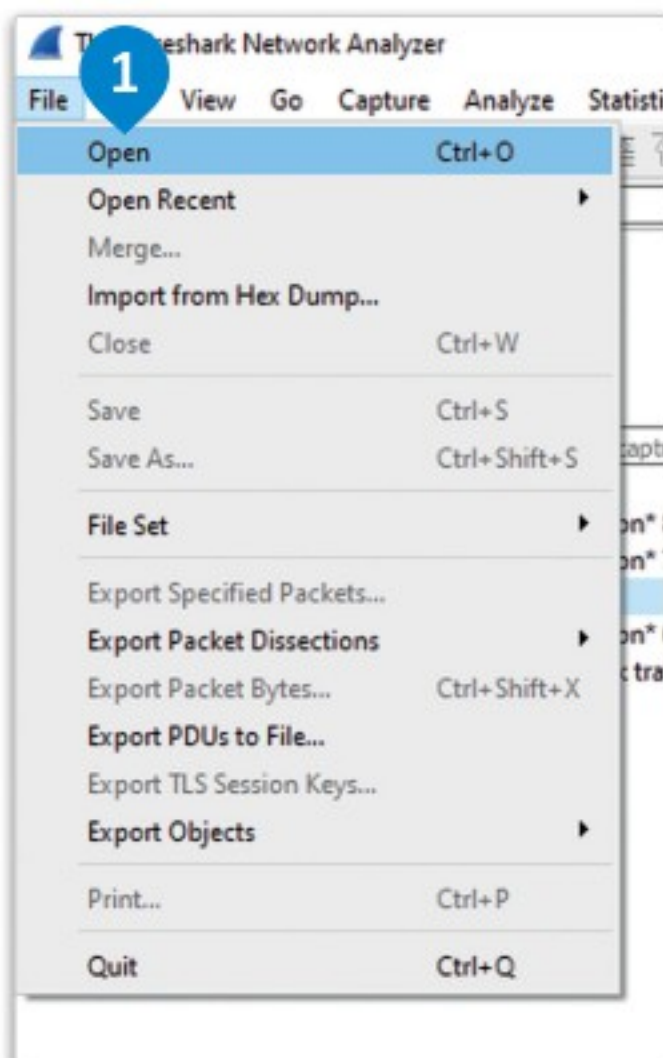 Network Analyzer
1
File View Go Capture Analyze
Open Ctrl+O
Open Recent
Merge...
Import from Hex Dump...
Close Ctrl+W
Save Ctrl+S
Save As... Ctrl+Shift+S
File Set
Export Specified Packets...
Export Packet Dissections
Export Packet Bytes... Ctrl+Shift+X
Export PDUs to File...
Export TLS Session Keys...
Export Objects
Print... Ctrl+P
Quit Ctrl+Q